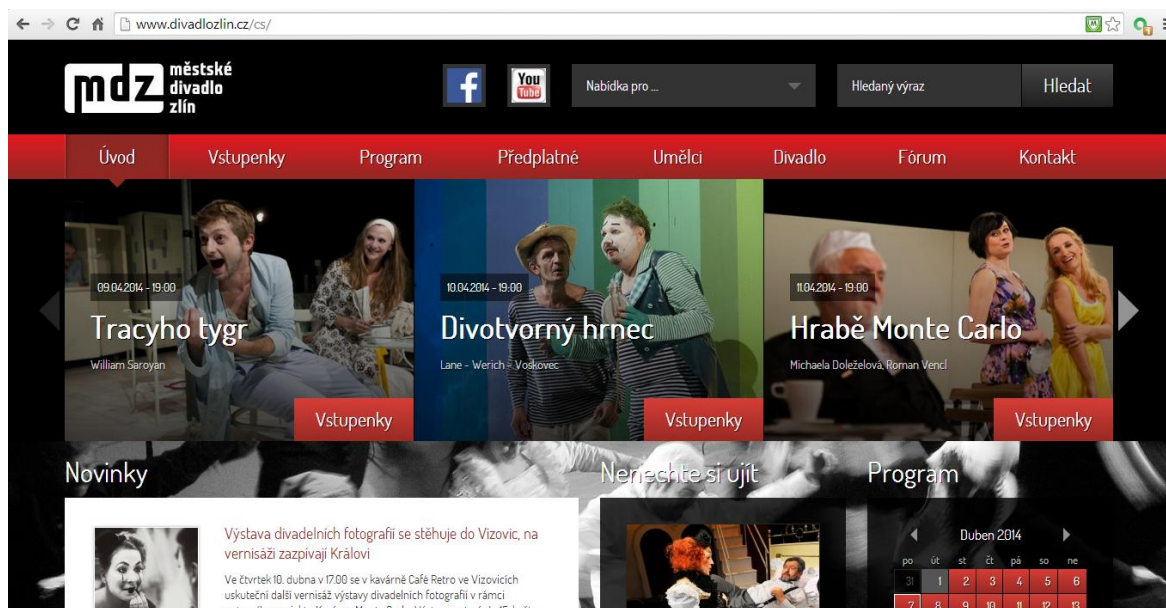 www.divadlozlin.cz/cs/
mdz městské
divadlo
zlín
f
You
Tube
Nabídka pro ...
Hledaný výraz
Hledat
Úvod
Vstupenky
Program
Předplatné
Umělci
Divadlo
Fórum
Kontakt
09.04.2014 - 19:00
Tracyho tygr
William Saroyan
Vstupenky
10.04.2014 - 19:00
Divotvorný hrnec
Lane - Werich - Voskovec
Vstupenky
11.04.2014 - 19:00
Hrabě Monte Carlo
Michaela Doleželová, Roman Vencl
Vstupenky
Novinky
Výstava divadelních fotografií se stěhuje do Vizovic, na
vernisáži zazpívají Královi
Ve čtvrtek 10. dubna v 17.00 se v kavárně Café Retro ve Vizovicích
uskuteční další vernisáž výstavy divadelních fotografií v rámci
Nenechte si ujít
Program
Duben 2014
po út st čt pá so ne
31 1 2 3 4 5 6
7 8 9 10 11 12 13